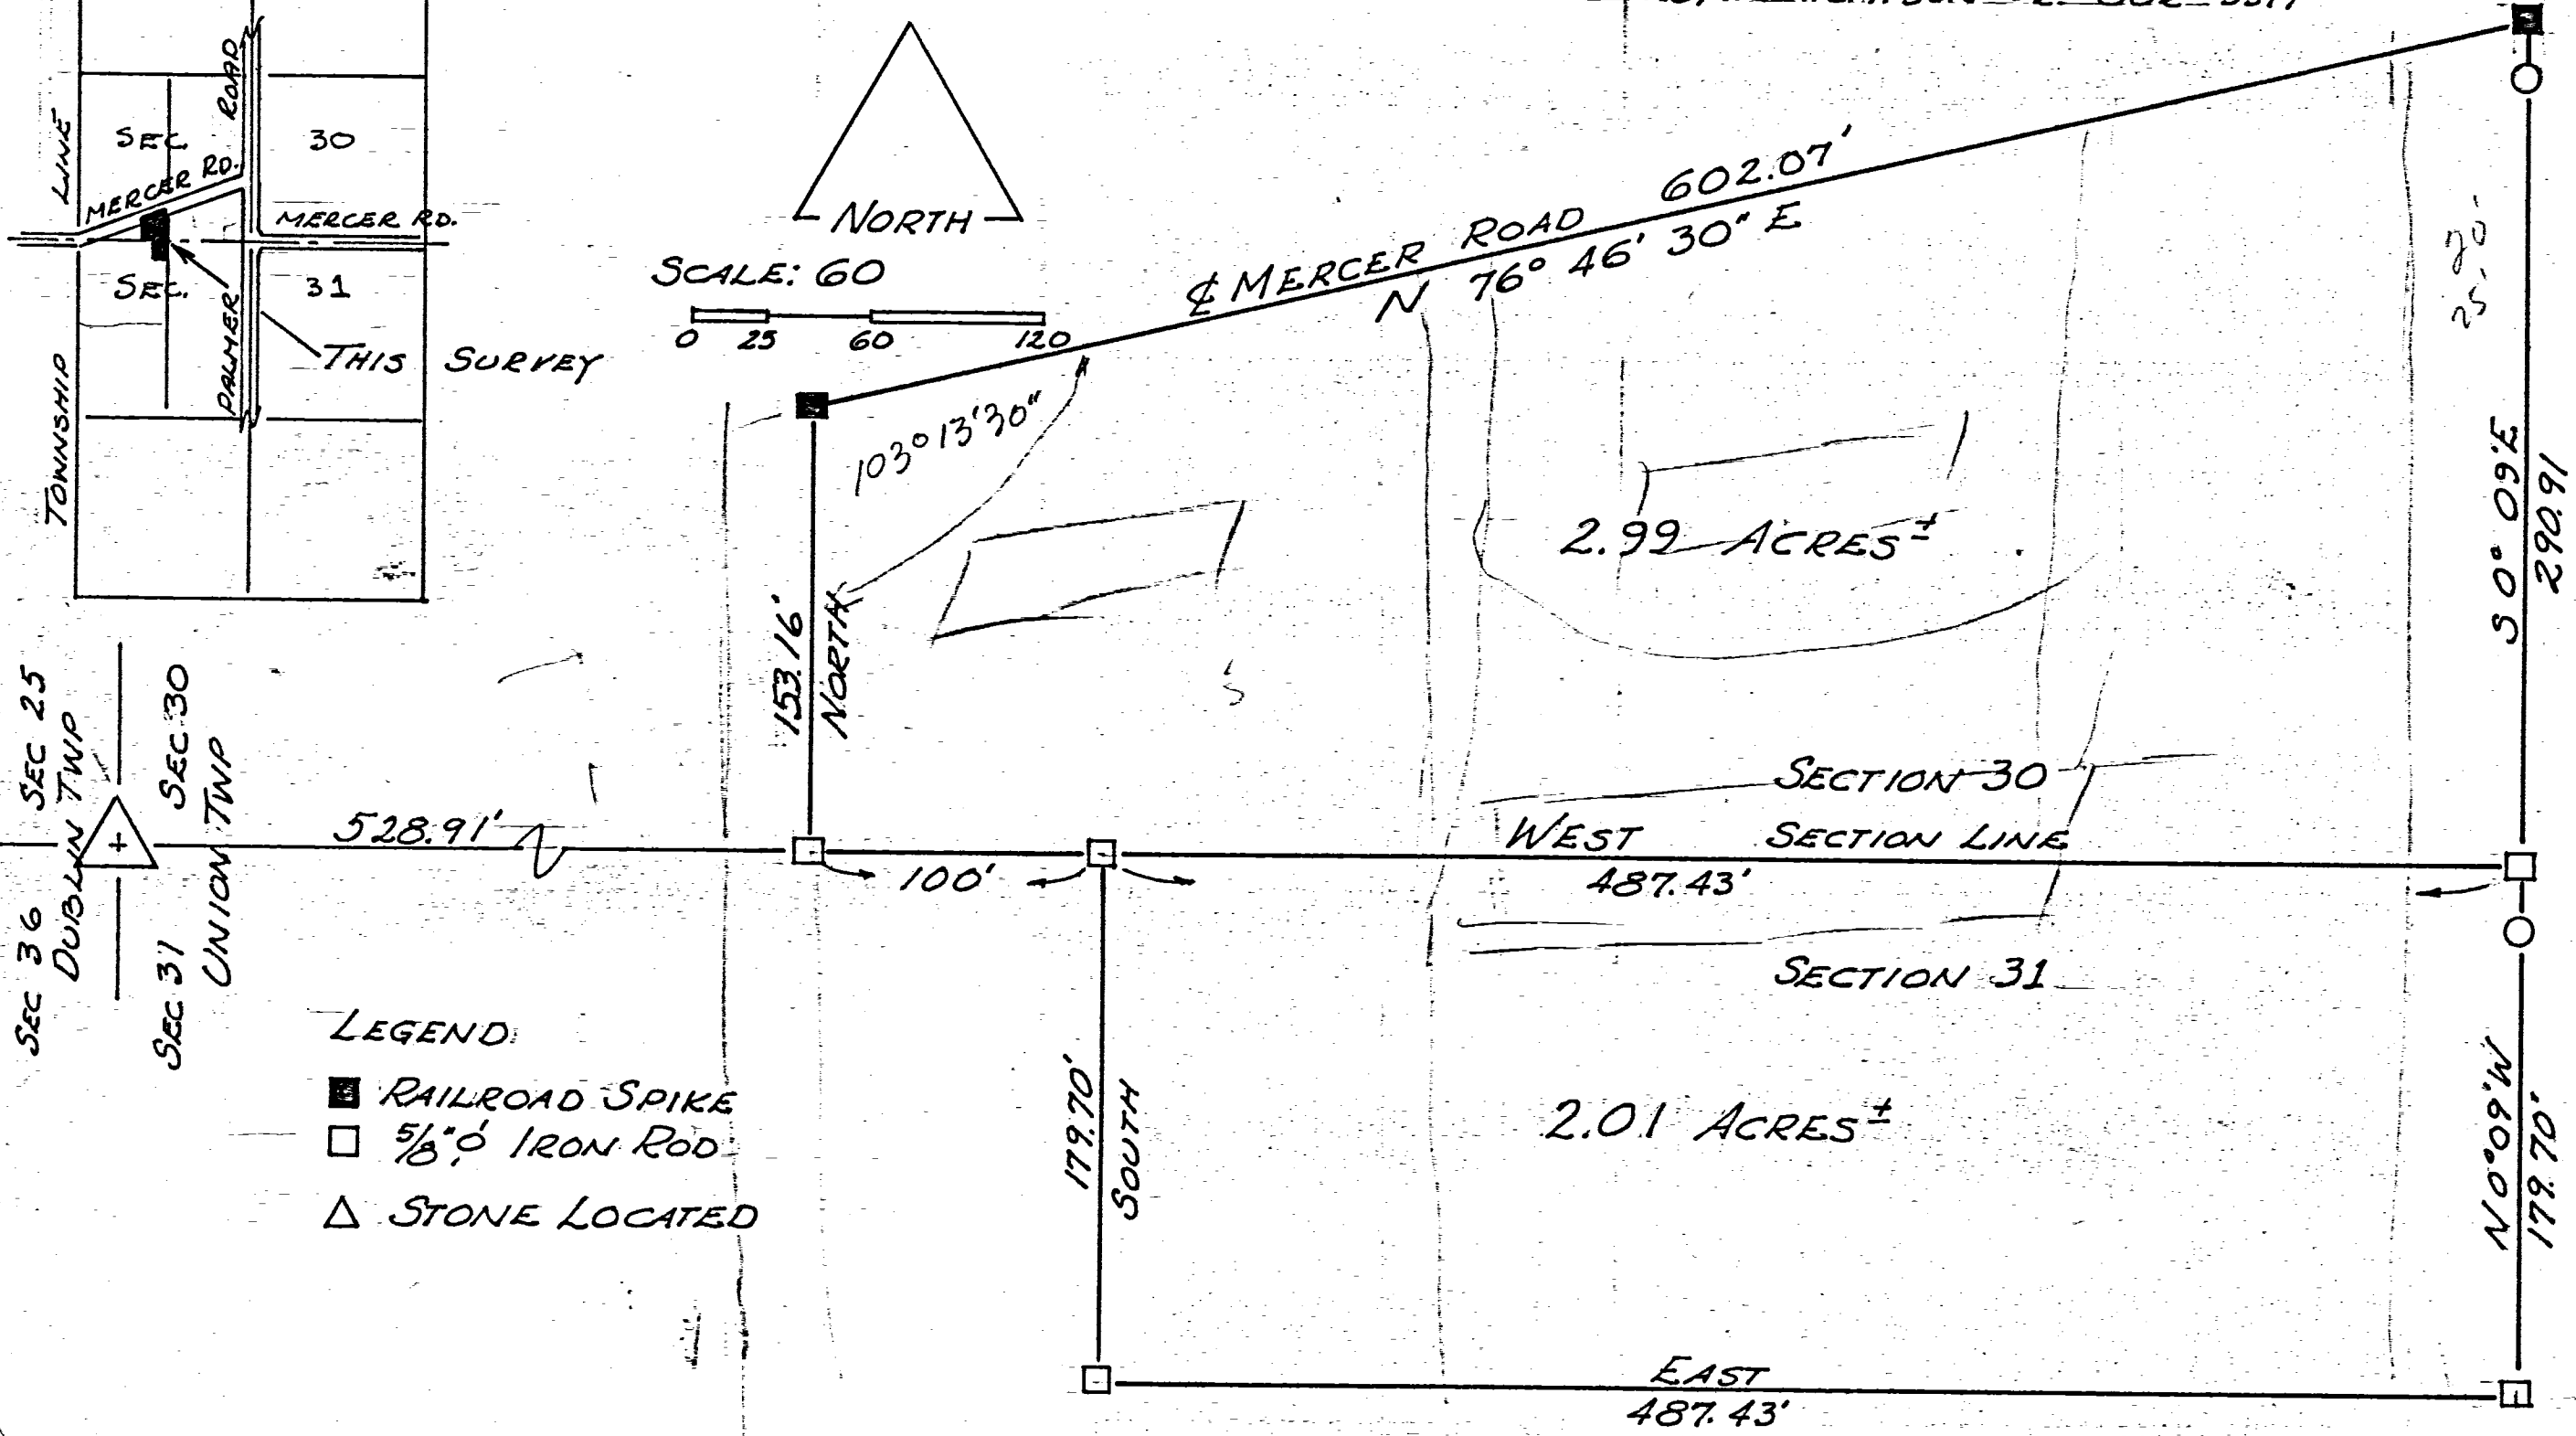 LINE
SEC.
ROAD
30
MERCER RD.
MERCER RD.
SEC.
31
PALMER
TOWNSHIP
THIS SURVEY
NORTH
SCALE: 60
0 25 60 120
₵ MERCER ROAD 602.07'
N 76° 46' 30" E
103° 13' 30"
20'
25'
2.99 ACRES ±
S 0° 09' E
290.91
153.16'
NORTH
SEC 25
DUBLIN TWP
SEC 36
SEC 30
UNION TWP
SEC 31
528.91'
100'
SECTION 30
WEST SECTION LINE
487.43'
SECTION 31
LEGEND:
RAILROAD SPIKE
5/8" ϕ IRON ROD
STONE LOCATED
179.70'
SOUTH
2.01 ACRES ±
N 0° 09' W
179.70'
EAST
487.43'